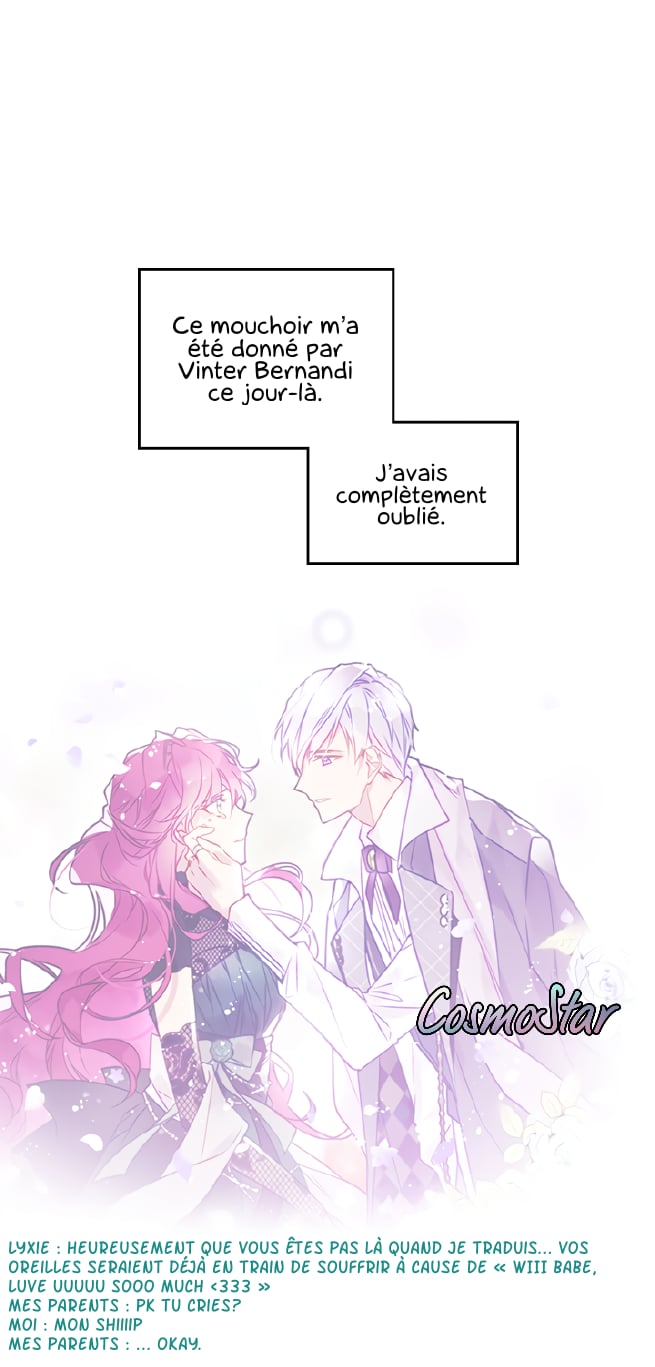 Ce mouchoir m'a
été donné par
Vinter Bernandi
ce jour-là.
J'avais
complètement
oublié.
CosmoStar
LYXIE : HEUREUSEMENT QUE VOUS ÊTES PAS LÀ QUAND JE TRADUIS... VOS
OREILLES SERAIENT DÉJÀ EN TRAIN DE SOUFFRIR À CAUSE DE « WIII BABE,
LUVE UUUUU SOOO MUCH <333 »
MES PARENTS : PK TU CRIES?
MOI : MON SHIIIIP
MES PARENTS : ... OKAY.